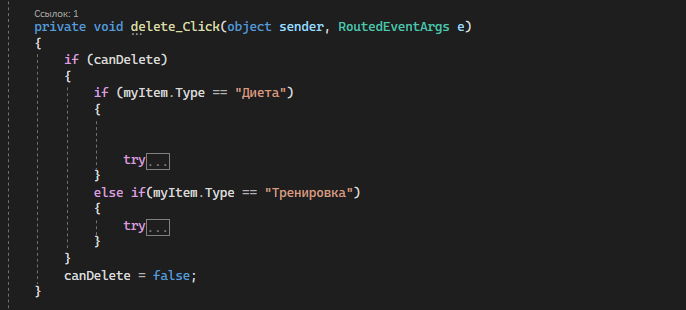 Ссылок: 1
private void delete_Click(object sender, RoutedEventArgs e)
{
if (canDelete)
{
if (myItem.Type == "Диета")
{
try...
}
else if(myItem.Type == "Тренировка")
{
try...
}
}
canDelete = false;
}